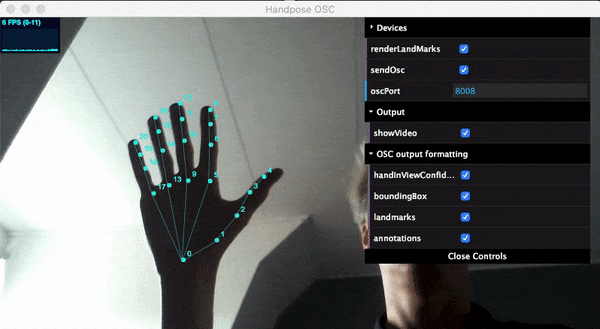 Handpose OSC
6 FPS (0-11)
Devices
renderLandMarks
sendOsc
oscPort 8008
Output
showVideo
OSC output formatting
handInViewConfid...
boundingBox
landmarks
annotations
Close Controls
17
13
9
5
4
3
2
1
0